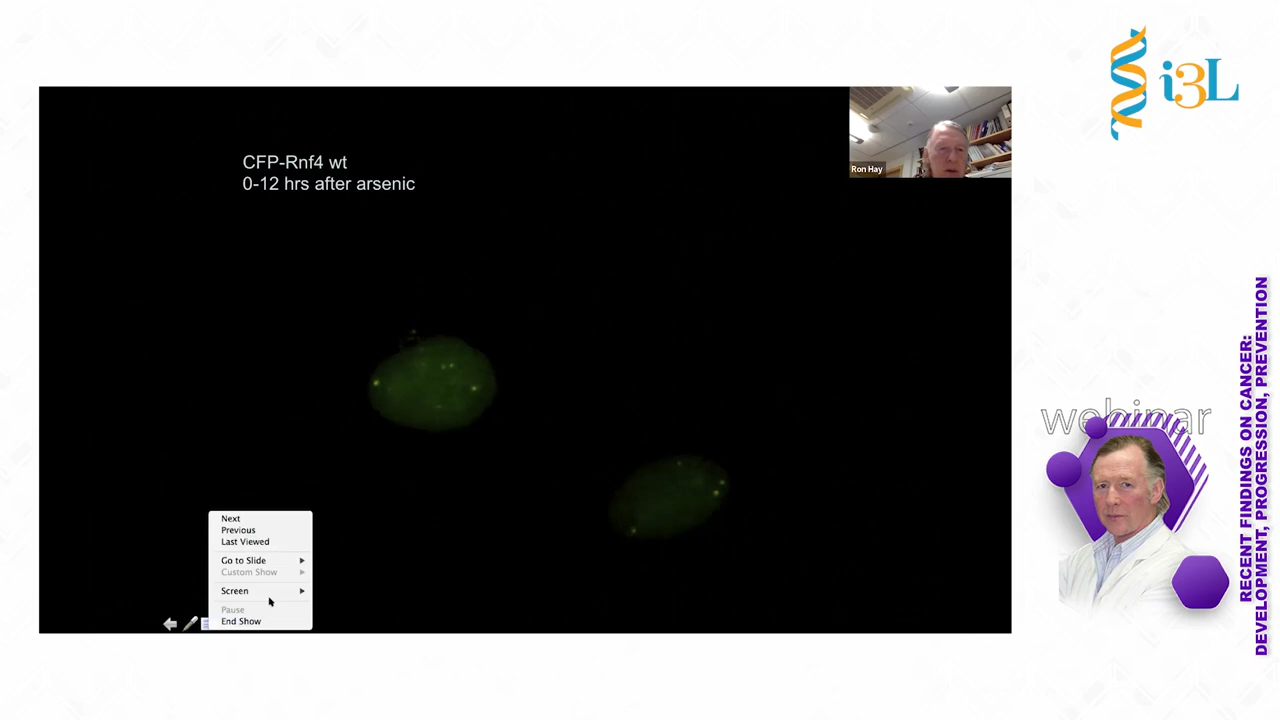 i3L
CFP-Rnf4 wt
0-12 hrs after arsenic
Ron Hay
Next
Previous
Last Viewed
Go to Slide
Custom Show
Screen
Pause
End Show
webinar
RECENT FINDINGS ON CANCER:
DEVELOPMENT, PROGRESSION, PREVENTION